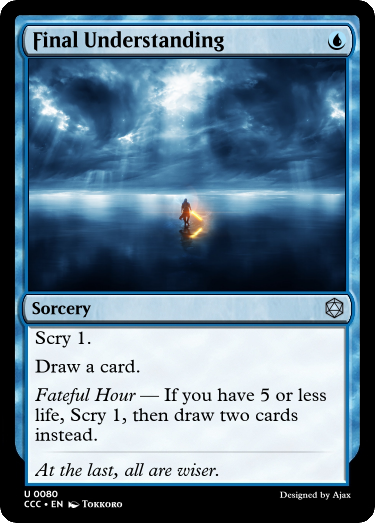 Final Understanding
Sorcery
Scry 1.
Draw a card.
Fateful Hour — If you have 5 or less
life, Scry 1, then draw two cards
instead.
At the last, all are wiser.
U 0080
CCC • EN Tokkoro
Designed by Ajax